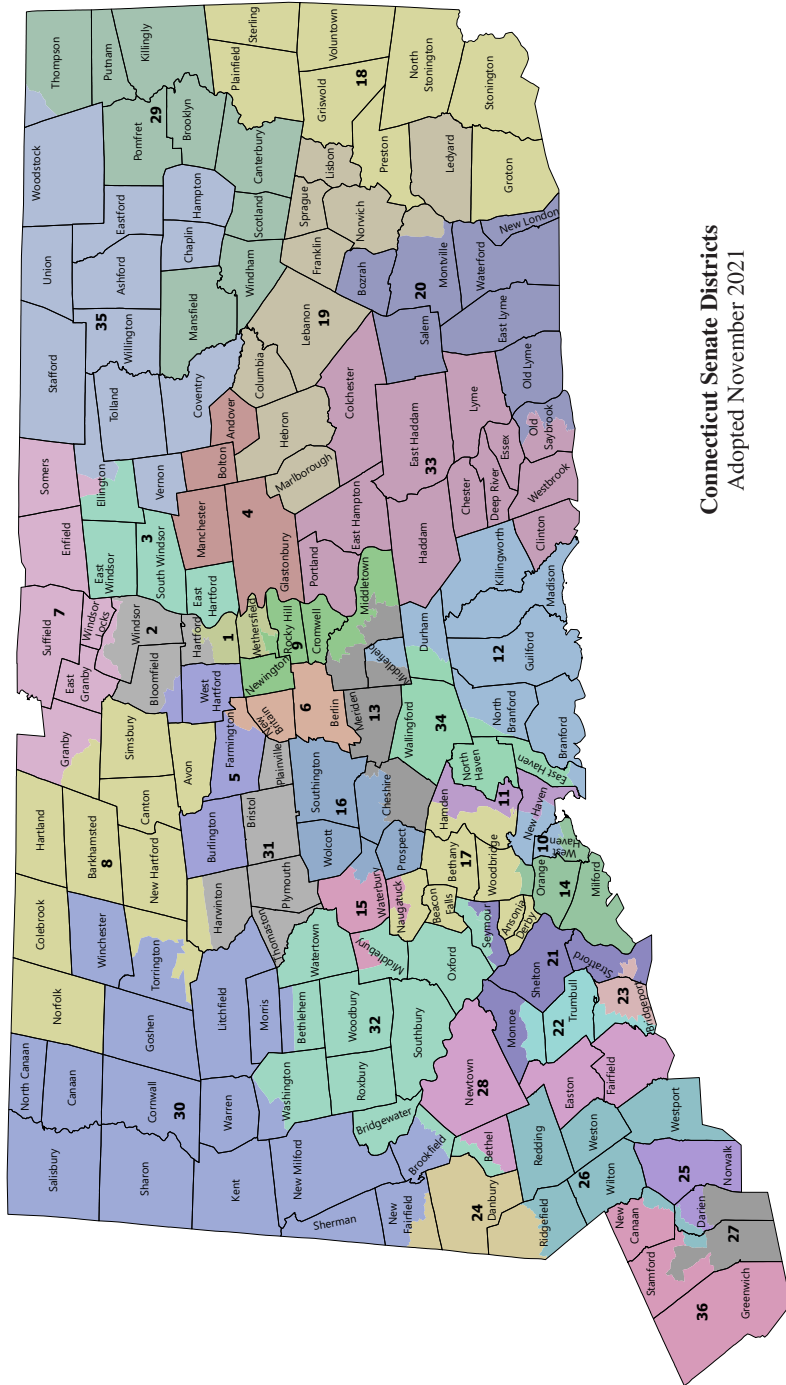 Salisbury
North Canaan
Canaan
Norfolk
Colebrook
Hartland
Granby
East
Granby
Suffield
7
Windsor
Locks
Enfield
Somers
Stafford
Union
Woodstock
Thompson
Putnam
Killingly
Sharon
Cornwall
30
Goshen
Winchester
Torrington
Barkhamsted
8
New Hartford
Canton
Simsbury
Bloomfield
Windsor
2
East
Windsor
Ellington
3
South Windsor
Vernon
Tolland
Willington
35
Ashford
Eastford
Pomfret
29
Brooklyn
Kent
Warren
Litchfield
Morris
Harwinton
Burlington
Avon
Farmington
5
West
Hartford
Hartford
1
East
Hartford
Manchester
Bolton
Andover
Coventry
Mansfield
Chaplin
Hampton
Windham
Scotland
Canterbury
Plainfield
Sterling
New Milford
Sherman
Washington
Bethlehem
Watertown
Thomaston
Plymouth
Bristol
31
Plainville
New
Britain
6
Berlin
Newington
Wethersfield
Rocky Hill
9
Cromwell
Glastonbury
4
Marlborough
Hebron
Columbia
Lebanon
19
Franklin
Sprague
Lisbon
Norwich
Griswold
Voluntown
18
Preston
New
Fairfield
Brookfield
Bridgewater
Roxbury
Woodbury
32
Southbury
Middlebury
Waterbury
15
Naugatuck
Wolcott
Southington
16
Prospect
Cheshire
Meriden
13
Middlefield
Middletown
Portland
East Hampton
Colchester
Bozrah
Salem
Montville
20
Ledyard
North
Stonington
Stonington
Groton
Danbury
24
Bethel
Newtown
28
Monroe
Oxford
Seymour
Beacon
Falls
Bethany
17
Woodbridge
Ansonia
Derby
Hamden
11
North
Haven
Wallingford
34
Durham
Haddam
East Haddam
33
Chester
Deep River
Essex
Lyme
Old Lyme
East Lyme
Waterford
New London
Ridgefield
Redding
Easton
Trumbull
22
Shelton
21
Stratford
Orange
14
Milford
West
Haven
10
New Haven
East Haven
North
Branford
Branford
Guilford
12
Madison
Killingworth
Clinton
Westbrook
Old
Saybrook
26
Wilton
Weston
Westport
Fairfield
Bridgeport
23
New
Canaan
Norwalk
25
Darien
Stamford
27
Greenwich
36
Connecticut Senate Districts
Adopted November 2021